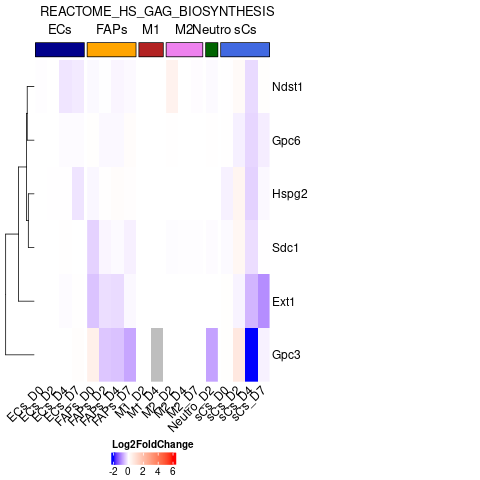 REACTOME_HS_GAG_BIOSYNTHESIS
ECs FAPs M1 M2 Neutro sCs
Ndst1
Gpc6
Hspg2
Sdc1
Ext1
Gpc3
ECs_D0 ECs_D2 ECs_D4 ECs_D7 FAPs_D0 FAPs_D2 FAPs_D4 FAPs_D7 M1_D2 M1_D4 M2_D2 M2_D4 M2_D7 Neutro_D2 sCs_D0 sCs_D2 sCs_D4 sCs_D7
Log2FoldChange
-2 0 2 4 6